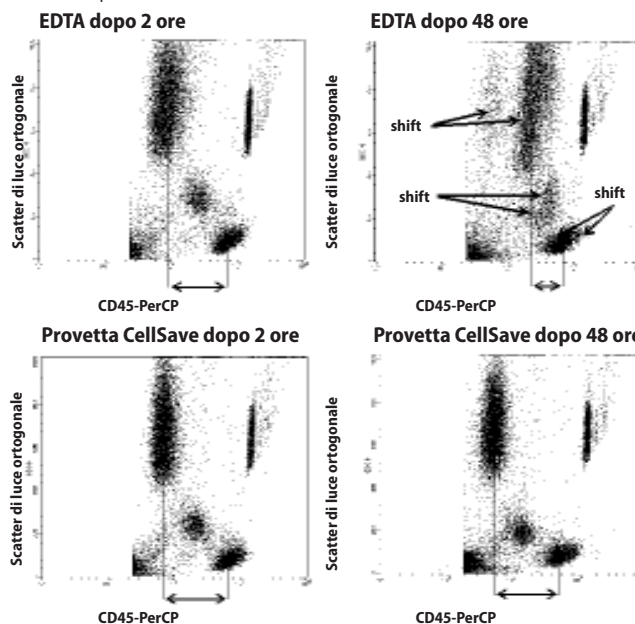 EDTA dopo 2 ore
EDTA dopo 48 ore
Scatter di luce ortogonale
Scatter di luce ortogonale
shift
shift
shift
CD45-PerCP
CD45-PerCP
Provetta CellSave dopo 2 ore
Provetta CellSave dopo 48 ore
Scatter di luce ortogonale
Scatter di luce ortogonale
CD45-PerCP
CD45-PerCP